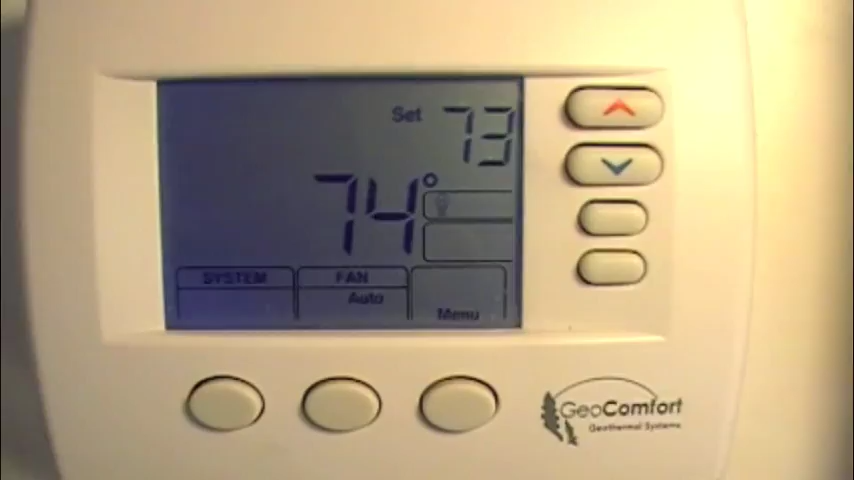 Set 73
74°
SYSTEM FAN
Auto
Menu
GeoComfort
Geothermal Systems